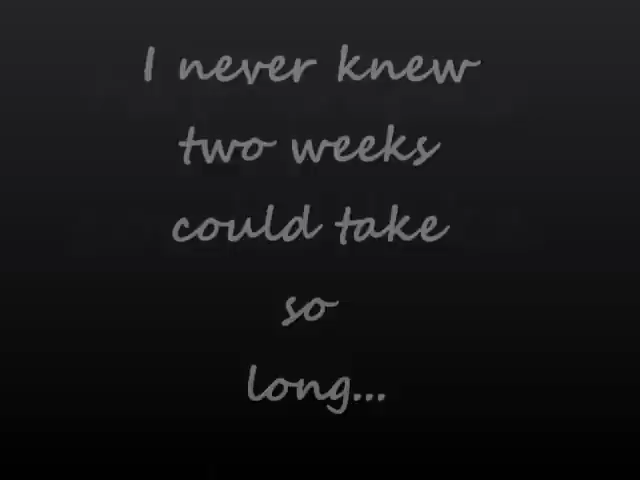 I never knew
two weeks
could take
so
long...